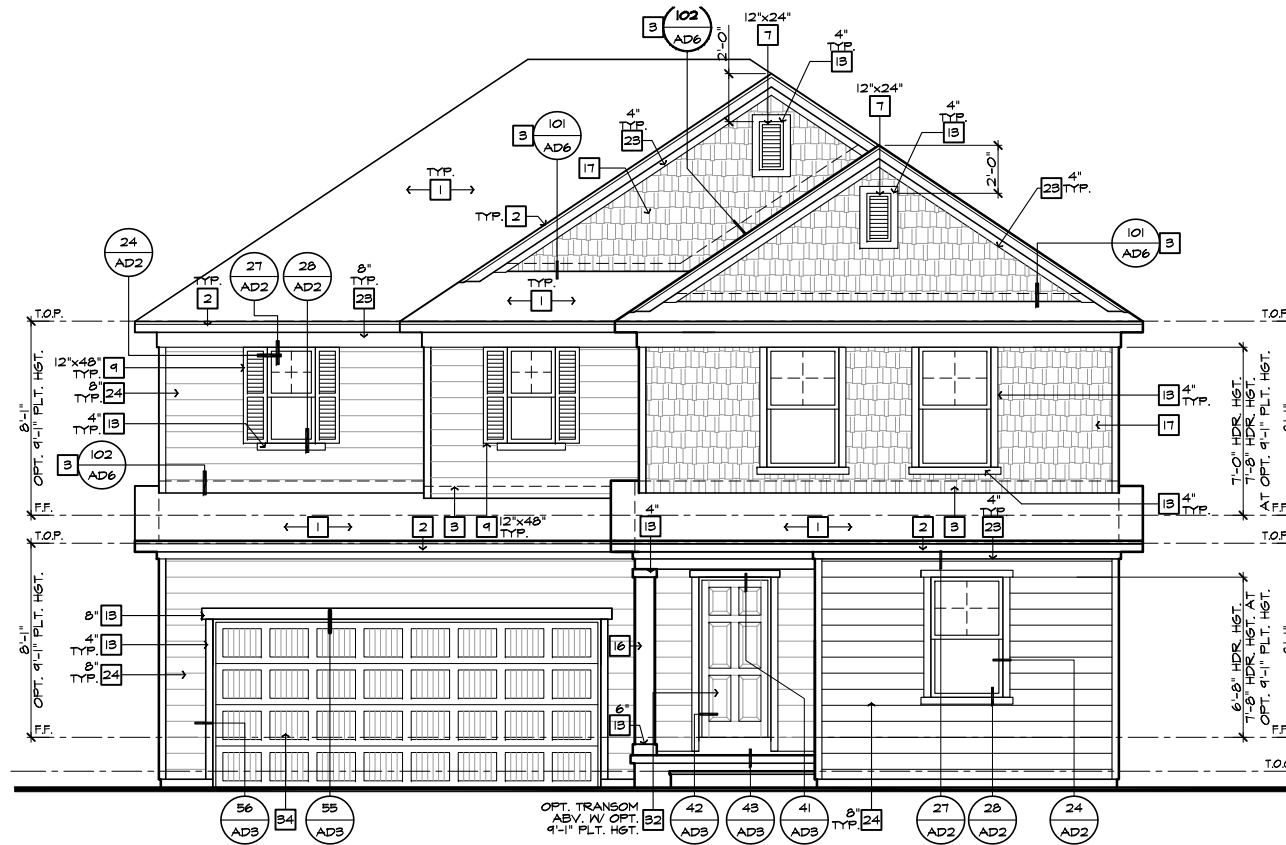 (102)
AD6
3
12"x24"
7
2'-0"
4"
TYP.
13
12"x24"
7
4"
TYP.
13
101
AD6
3
4"
TYP.
23
17
2'-0"
TYP.
1
23
4"
TYP.
TYP.
2
24
AD2
27
AD2
28
AD2
101
AD6
3
TYP.
2
8"
TYP.
23
TYP.
1
T.O.P.
T.O.P.
12"x48"
TYP.
9
8"
TYP.
24
4"
TYP.
13
8'-1"
OPT. 9'-1" PLT. HGT.
13
4"
TYP.
17
7'-0" HDR. HGT.
7'-8" HDR. HGT.
AT OPT. 9'-1" PLT. HGT.
3
102
AD6
13
4"
TYP.
F.F.
F.F.
1
2
3
9
12"x48"
TYP.
4"
13
1
2
3
4"
TYP
23
T.O.P.
T.O.P.
8'-1"
OPT. 9'-1" PLT. HGT.
8"
13
4"
TYP.
13
8"
TYP.
24
16
6'-8" HDR. HGT.
7'-8" HDR. HGT. AT
OPT. 9'-1" PLT. HGT.
6"
13
F.F.
F.F.
56
AD3
34
55
AD3
OPT. TRANSOM
ABV. W/ OPT.
9'-1" PLT. HGT.
32
42
AD3
43
AD3
41
AD3
8"
TYP.
24
27
AD2
28
AD2
24
AD2